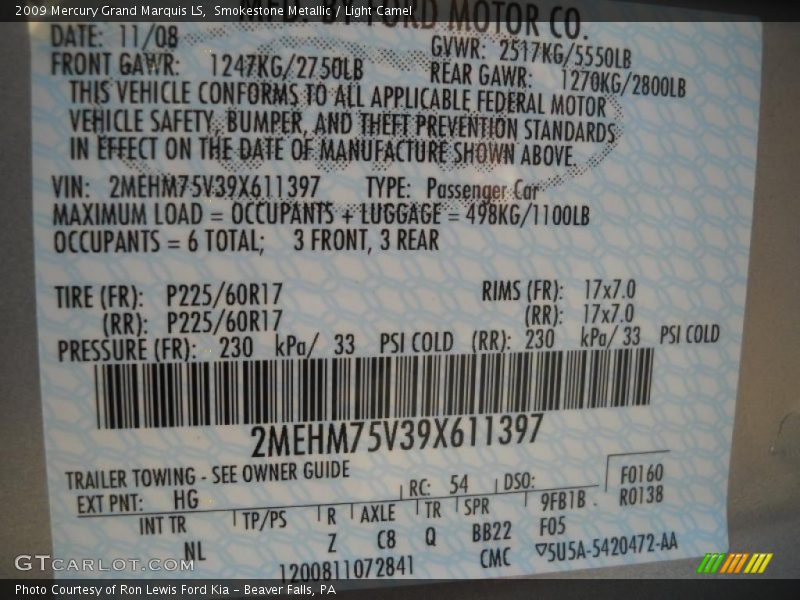 2009 Mercury Grand Marquis LS, Smokestone Metallic / Light Camel
MFD. BY FORD MOTOR CO.
DATE: 11/08 GVWR: 2517KG/5550LB
FRONT GAWR: 1247KG/2750LB REAR GAWR: 1270KG/2800LB
THIS VEHICLE CONFORMS TO ALL APPLICABLE FEDERAL MOTOR
VEHICLE SAFETY, BUMPER, AND THEFT PREVENTION STANDARDS
IN EFFECT ON THE DATE OF MANUFACTURE SHOWN ABOVE.
VIN: 2MEHM75V39X611397 TYPE: Passenger Car
MAXIMUM LOAD = OCCUPANTS + LUGGAGE = 498KG/1100LB
OCCUPANTS = 6 TOTAL; 3 FRONT, 3 REAR
TIRE (FR): P225/60R17 RIMS (FR): 17x7.0
(RR): P225/60R17 (RR): 17x7.0
PRESSURE (FR): 230 kPa/ 33 PSI COLD (RR): 230 kPa/ 33 PSI COLD
2MEHM75V39X611397
TRAILER TOWING - SEE OWNER GUIDE
EXT PNT: HG RC: 54 DSO: F0160
INT TR TP/PS R AXLE TR SPR 9FB1B R0138
NL Z C8 Q BB22 F05
1200811072841 CMC 5U5A-5420472-AA
GTCARLOT.COM
Photo Courtesy of Ron Lewis Ford Kia - Beaver Falls, PA